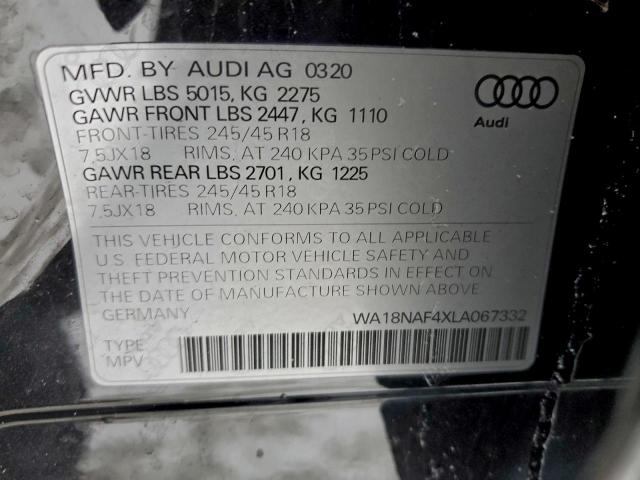 MFD. BY AUDI AG 0320
GVWR LBS 5015, KG 2275
GAWR FRONT LBS 2447, KG 1110
FRONT-TIRES 245/45 R18
7,5JX18 RIMS, AT 240 KPA 35 PSI COLD
GAWR REAR LBS 2701, KG 1225
REAR-TIRES 245/45 R18
7,5JX18 RIMS, AT 240 KPA 35 PSI COLD
Audi
THIS VEHICLE CONFORMS TO ALL APPLICABLE
U.S. FEDERAL MOTOR VEHICLE SAFETY AND
THEFT PREVENTION STANDARDS IN EFFECT ON
THE DATE OF MANUFACTURE SHOWN ABOVE
GERMANY
WA18NAF4XLA067332
TYPE
MPV